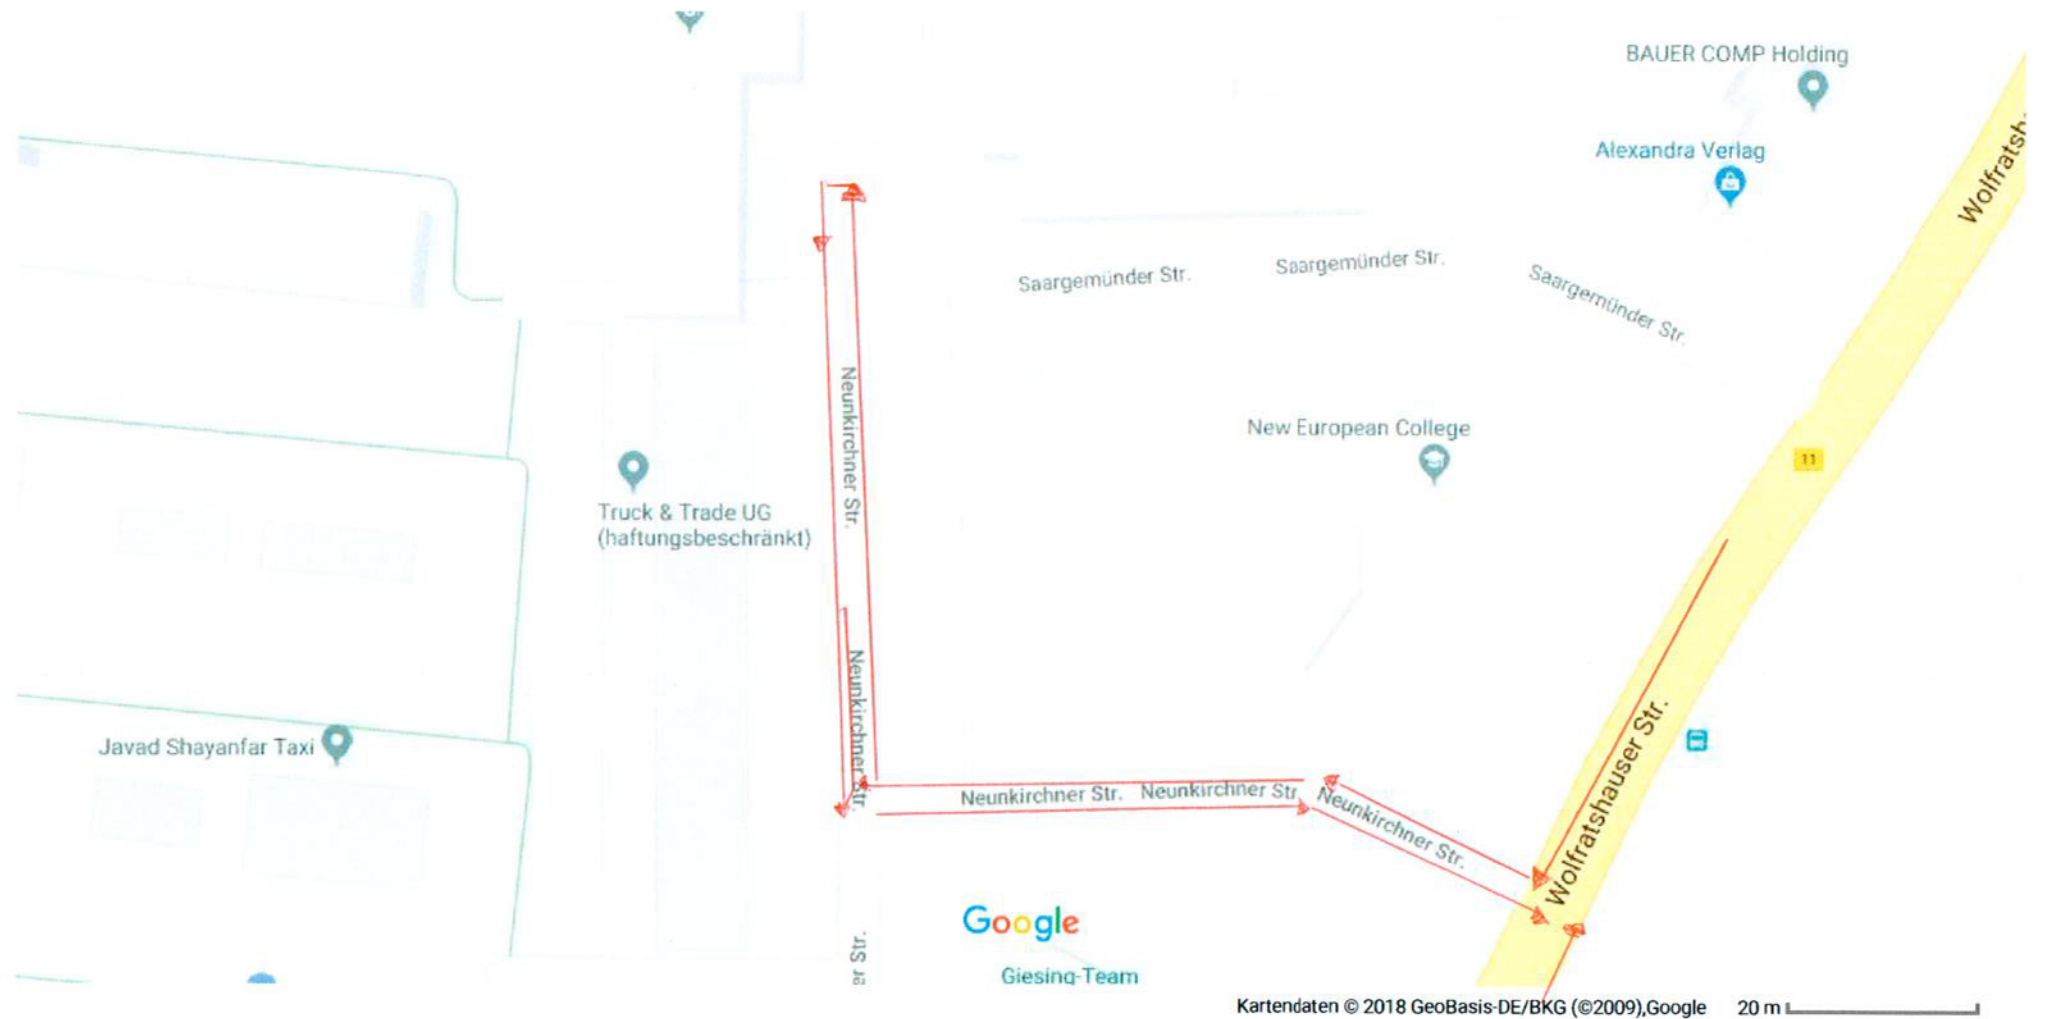 BAUER COMP Holding
Alexandra Verlag
Wolfratsh
Saargemünder Str.
Saargemünder Str.
Saargemünder Str.
Neunkirchner Str.
New European College
11
Truck & Trade UG
(haftungsbeschränkt)
Neunkirchner Str.
Javad Shayanfar Taxi
Wolfratshauser Str.
Neunkirchner Str.
Neunkirchner Str.
Neunkirchner Str.
Google
er Str.
Giesing-Team
Kartendaten © 2018 GeoBasis-DE/BKG (©2009),Google
20 m